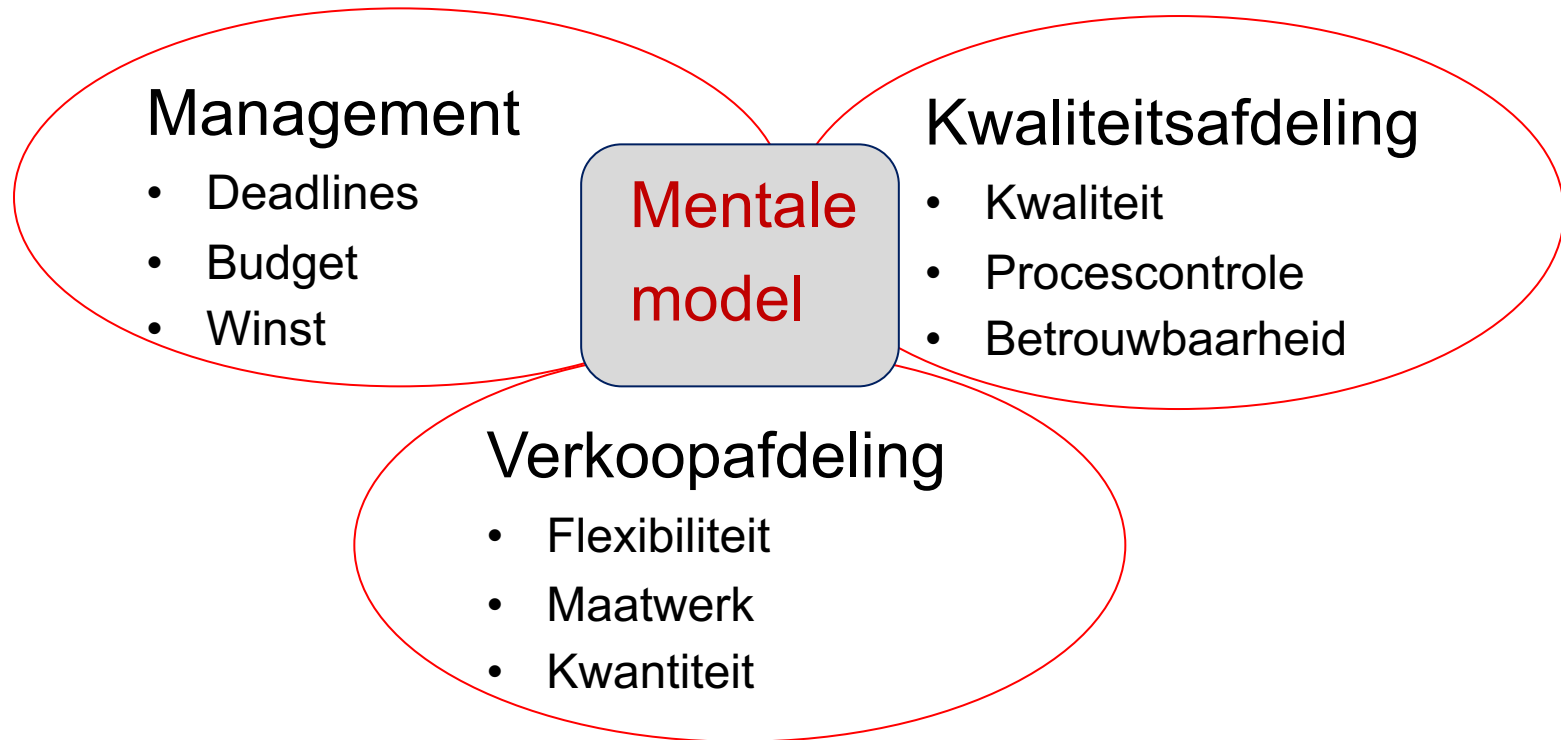 Management
• Deadlines
• Budget
• Winst
Mentale
model
Kwaliteitsafdeling
• Kwaliteit
• Procescontrole
• Betrouwbaarheid
Verkoopafdeling
• Flexibiliteit
• Maatwerk
• Kwantiteit